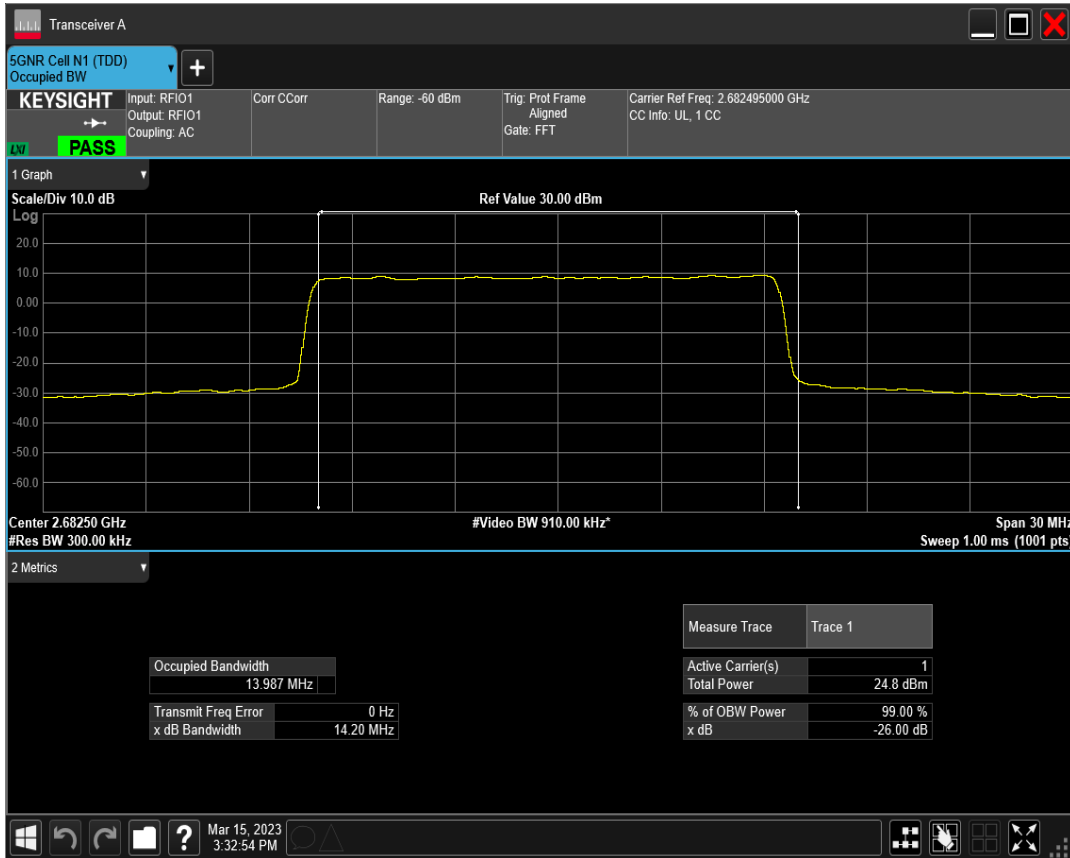 Transceiver A
5GNR Cell N1 (TDD)
Occupied BW
+
KEYSIGHT
LXI
PASS
Input: RFIO1
Output: RFIO1
Coupling: AC
Corr CCorr
Range: -60 dBm
Trig: Prot Frame
Aligned
Gate: FFT
Carrier Ref Freq: 2.682495000 GHz
CC Info: UL, 1 CC
1 Graph
Scale/Div 10.0 dB
Ref Value 30.00 dBm
Log
20.0
10.0
0.00
-10.0
-20.0
-30.0
-40.0
-50.0
-60.0
Center 2.68250 GHz
#Video BW 910.00 kHz*
Span 30 MHz
#Res BW 300.00 kHz
Sweep 1.00 ms (1001 pts)
2 Metrics
Measure Trace Trace 1
Occupied Bandwidth
13.987 MHz
Active Carrier(s) 1
Total Power 24.8 dBm
Transmit Freq Error 0 Hz
x dB Bandwidth 14.20 MHz
% of OBW Power 99.00 %
x dB -26.00 dB
?
Mar 15, 2023
3:32:54 PM